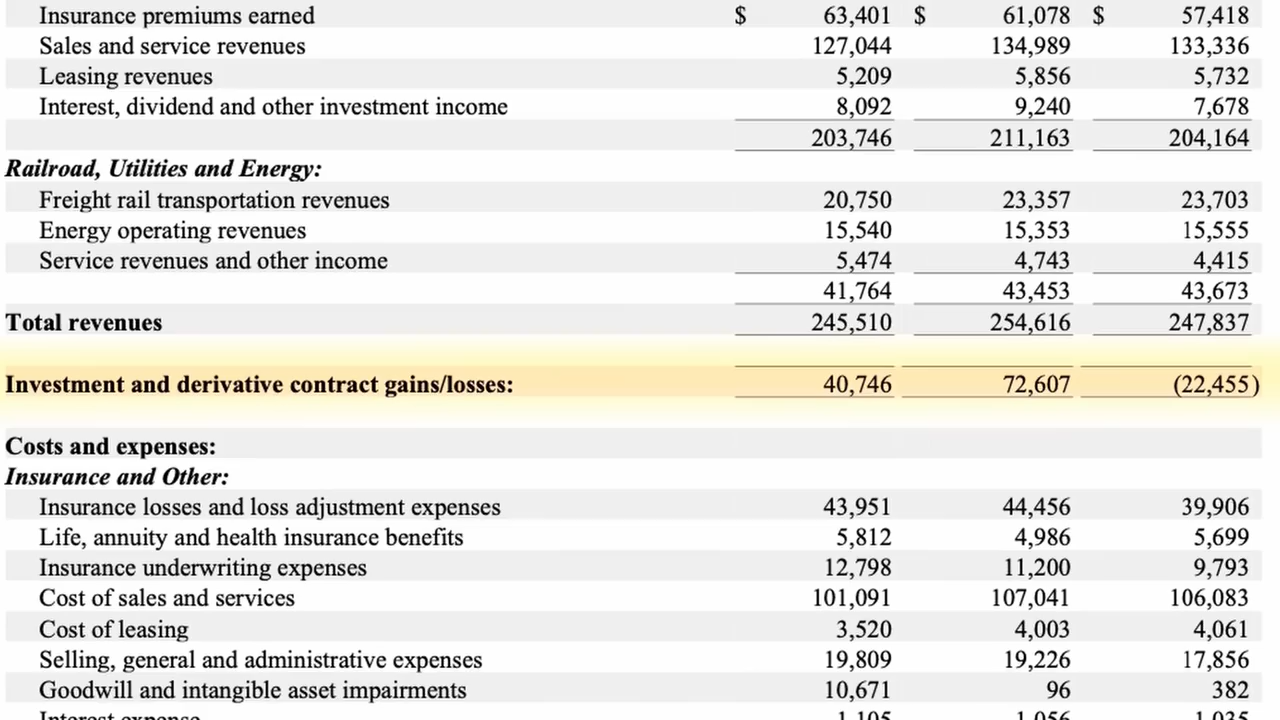 Insurance premiums earned $ 63,401 $ 61,078 $ 57,418
Sales and service revenues 127,044 134,989 133,336
Leasing revenues 5,209 5,856 5,732
Interest, dividend and other investment income 8,092 9,240 7,678
203,746 211,163 204,164
Railroad, Utilities and Energy:
Freight rail transportation revenues 20,750 23,357 23,703
Energy operating revenues 15,540 15,353 15,555
Service revenues and other income 5,474 4,743 4,415
41,764 43,453 43,673
Total revenues 245,510 254,616 247,837
Investment and derivative contract gains/losses: 40,746 72,607 (22,455)
Costs and expenses:
Insurance and Other:
Insurance losses and loss adjustment expenses 43,951 44,456 39,906
Life, annuity and health insurance benefits 5,812 4,986 5,699
Insurance underwriting expenses 12,798 11,200 9,793
Cost of sales and services 101,091 107,041 106,083
Cost of leasing 3,520 4,003 4,061
Selling, general and administrative expenses 19,809 19,226 17,856
Goodwill and intangible asset impairments 10,671 96 382
Interest expense 1,105 1,056 1,035